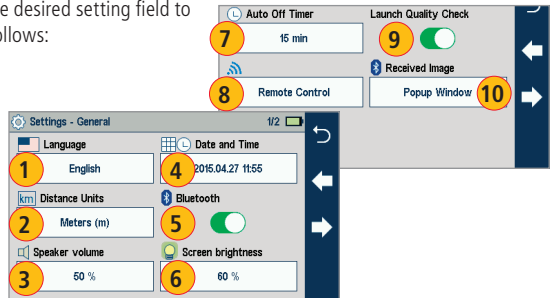 e desired setting field to
ollows:
Auto Off Timer
Launch Quality Check
7
15 min
9
Received Image
8
Remote Control
Popup Window
10
Settings - General
1/2
Language
Date and Time
1
English
4
2015.04.27 11:55
km Distance Units
Bluetooth
2
Meters (m)
5
Speaker volume
Screen brightness
3
50 %
6
60 %